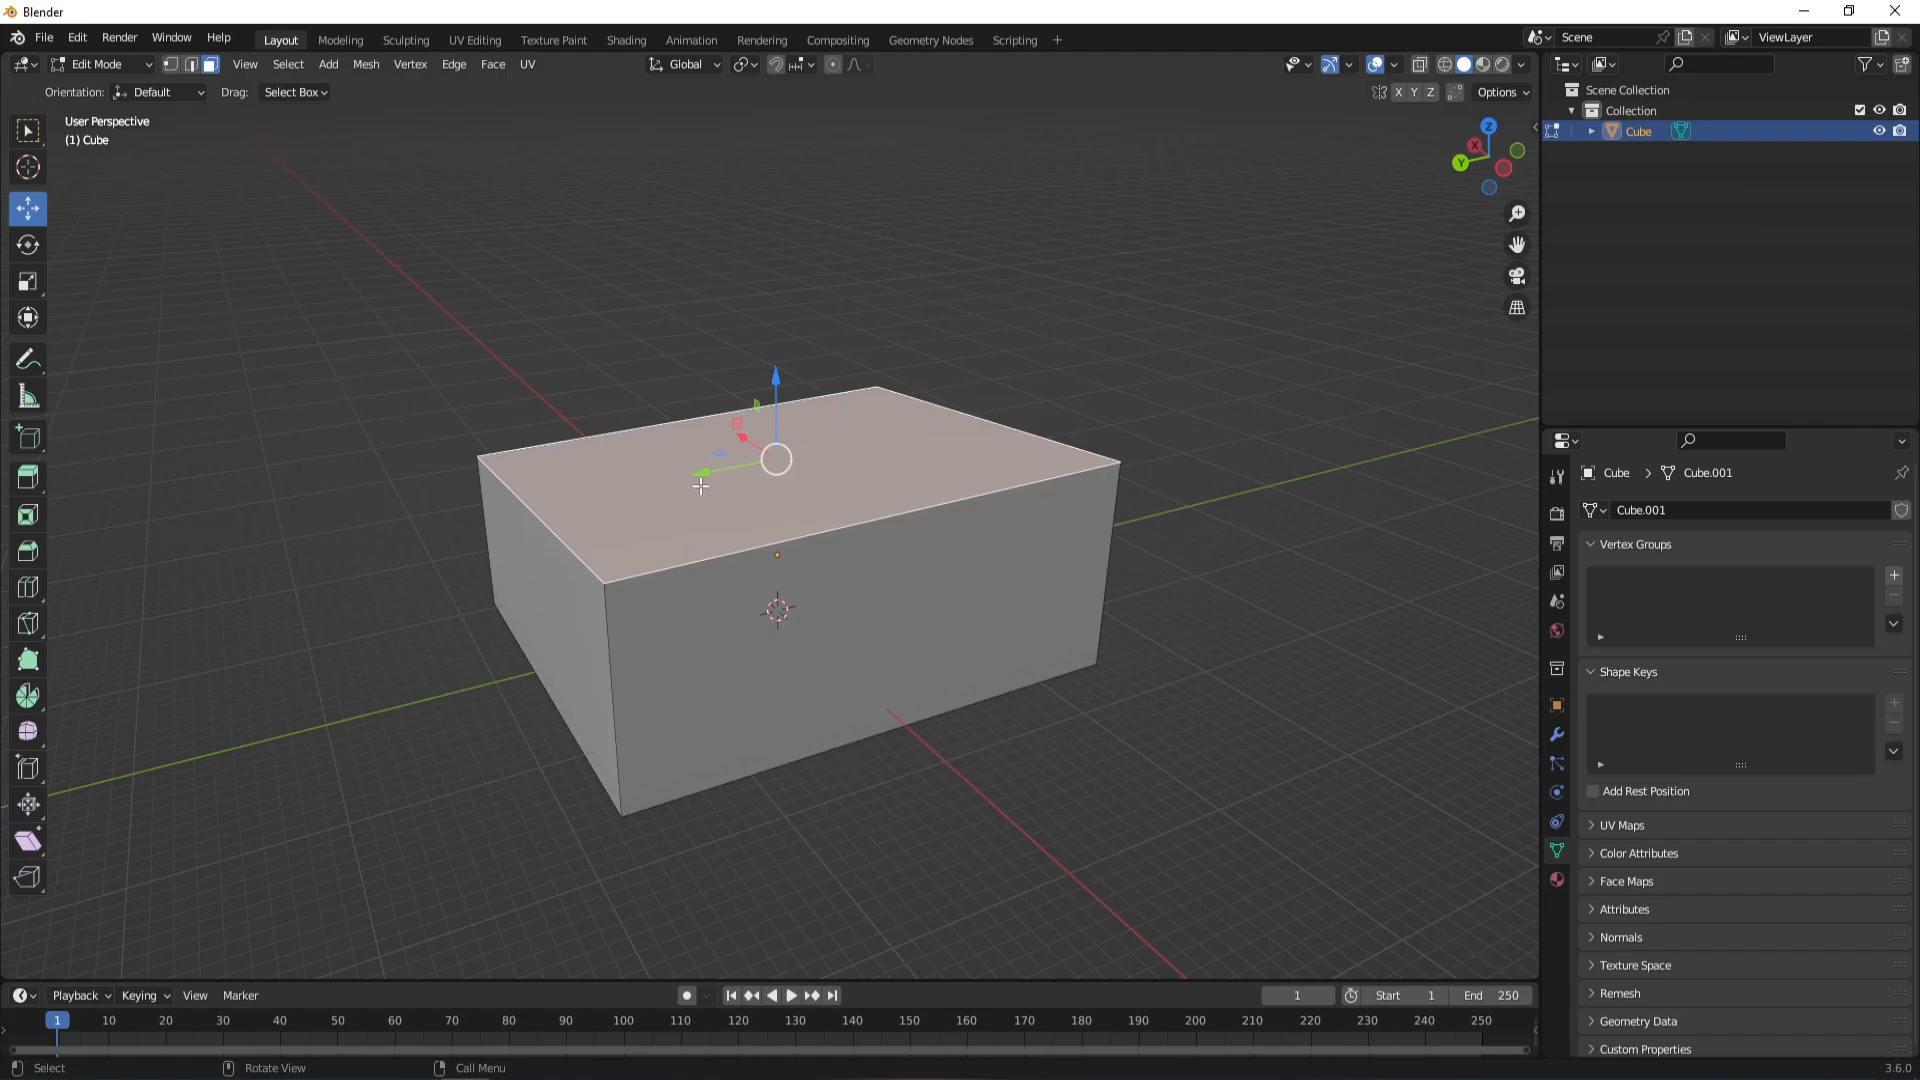 Blender
File Edit Render Window Help Layout Modeling Sculpting UV Editing Texture Paint Shading Animation Rendering Compositing Geometry Nodes Scripting + Scene ViewLayer
Edit Mode View Select Add Mesh Vertex Edge Face UV Global
Orientation: Default Drag: Select Box X Y Z Options
Scene Collection
Collection
Cube
User Perspective
(1) Cube
Z
X
Y
Cube > Cube.001
Cube.001
Vertex Groups
Shape Keys
Add Rest Position
UV Maps
Color Attributes
Face Maps
Attributes
Normals
Texture Space
Remesh
Geometry Data
Custom Properties
Playback Keying View Marker 1 Start 1 End 250
1 10 20 30 40 50 60 70 80 90 100 110 120 130 140 150 160 170 180 190 200 210 220 230 240 250
Select Rotate View Call Menu 3.6.0